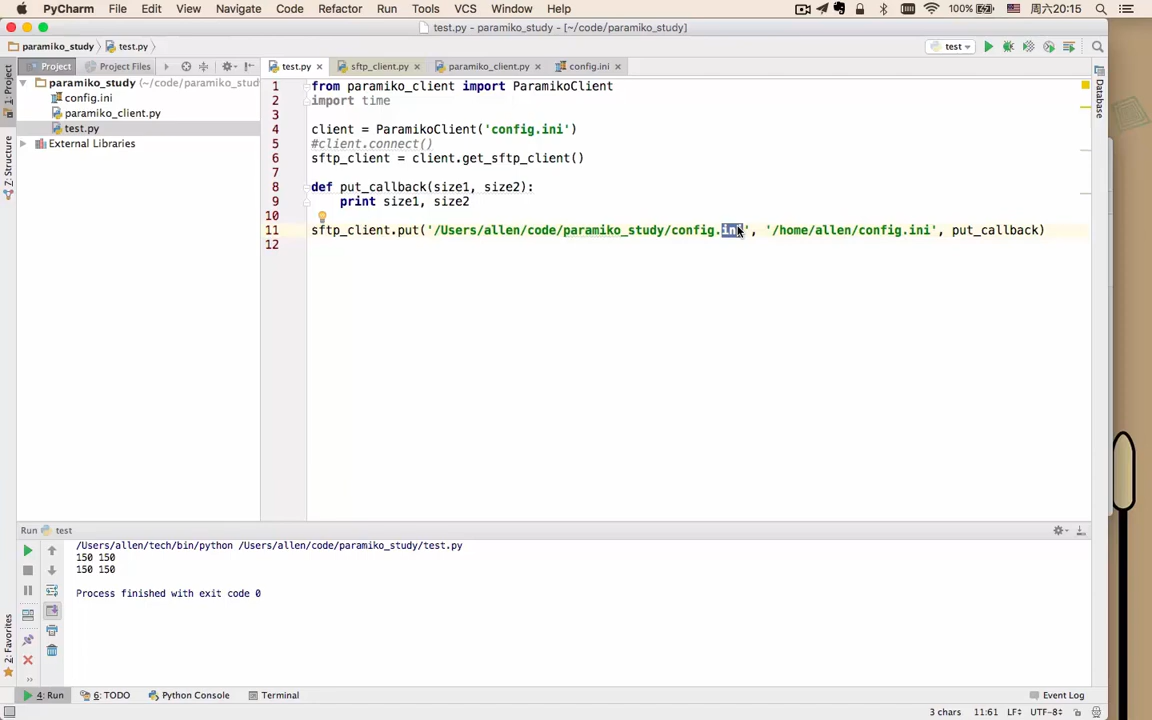 PyCharm File Edit View Navigate Code Refactor Run Tools VCS Window Help 100% 周六20:15
test.py - paramiko_study - [~/code/paramiko_study]
paramiko_study test.py test
1: Project
Z: Structure
2: Favorites
Project Project Files
paramiko_study (~/code/paramiko_stud
config.ini
paramiko_client.py
test.py
External Libraries
test.py sftp_client.py paramiko_client.py config.ini
1 from paramiko_client import ParamikoClient
2 import time
3
4 client = ParamikoClient('config.ini')
5 #client.connect()
6 sftp_client = client.get_sftp_client()
7
8 def put_callback(size1, size2):
9 print size1, size2
10
11 sftp_client.put('/Users/allen/code/paramiko_study/config.ini', '/home/allen/config.ini', put_callback)
12
Database
Run test
/Users/allen/tech/bin/python /Users/allen/code/paramiko_study/test.py
150 150
150 150
Process finished with exit code 0
4: Run 6: TODO Python Console Terminal Event Log
3 chars 11:61 LF÷ UTF-8÷